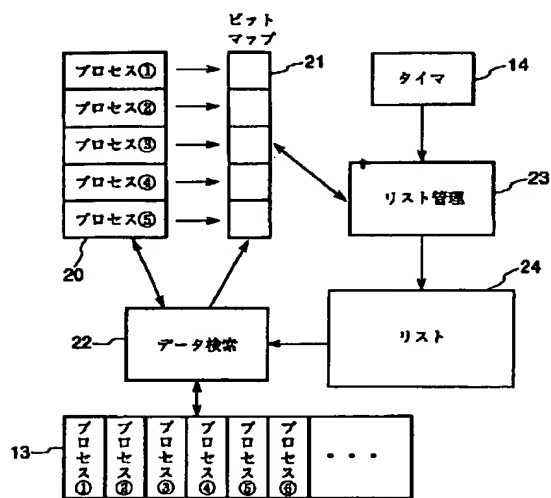 ビット
マップ
プロセス①
プロセス②
プロセス③
プロセス④
プロセス⑤
20
21
タイマ
14
リスト管理
23
リスト
24
データ検索
22
13
プロセス①
プロセス②
プロセス③
プロセス④
プロセス⑤
プロセス⑥
・・・